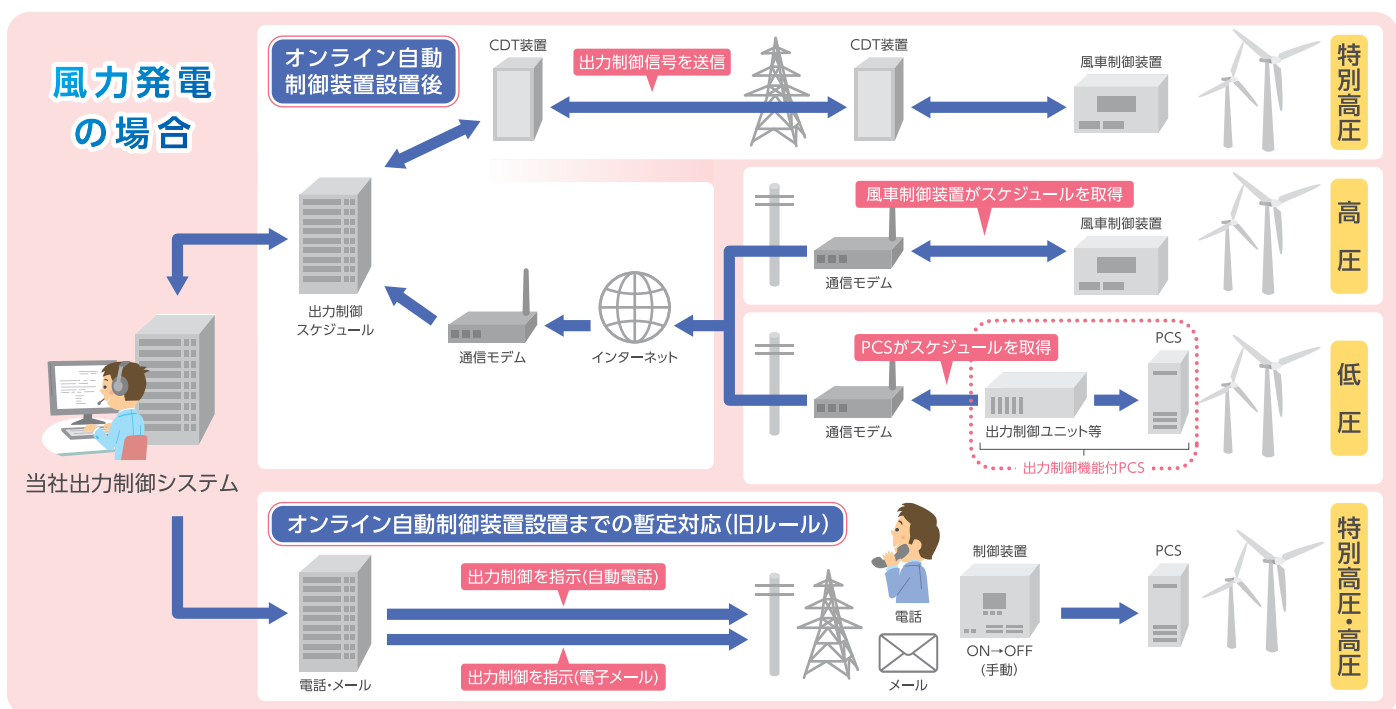 風力発電
の場合
オンライン自動
制御装置設置後
CDT装置
出力制御信号を送信
CDT装置
風車制御装置
特別高圧
出力制御
スケジュール
通信モデム
インターネット
風車制御装置がスケジュールを取得
通信モデム
風車制御装置
高圧
PCSがスケジュールを取得
通信モデム
出力制御ユニット等
PCS
出力制御機能付PCS
低圧
当社出力制御システム
オンライン自動制御装置設置までの暫定対応(旧ルール)
電話・メール
出力制御を指示(自動電話)
出力制御を指示(電子メール)
電話
メール
制御装置
ON→OFF
(手動)
PCS
特別高圧・高圧